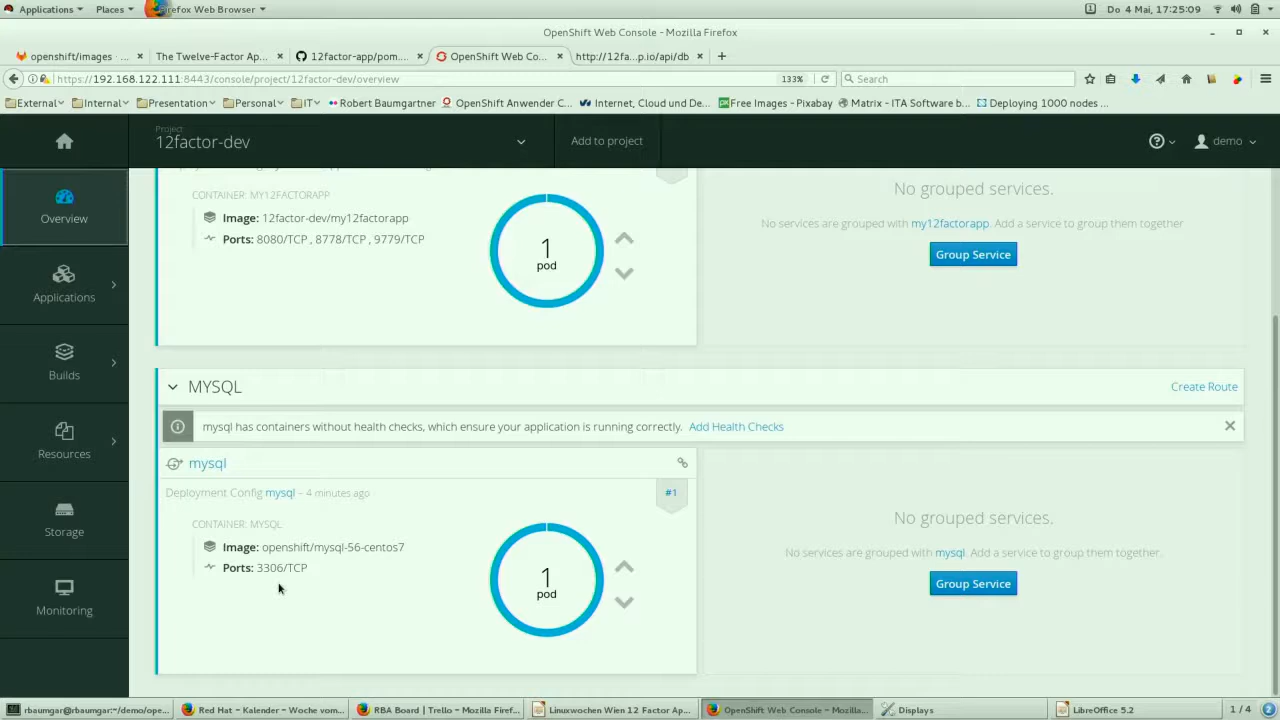 Applications
Places
Firefox Web Browser
1
Do 4 Mai, 17:25:09
OpenShift Web Console - Mozilla Firefox
openshift/images
The Twelve-Factor Ap...
12factor-app/pom....
OpenShift Web Co...
http://12fa...p.io/api/db
https://192.168.122.111:8443/console/project/12factor-dev/overview
133%
Search
External
Internal
Presentation
Personal
IT
Robert Baumgartner
OpenShift Anwender C...
Internet, Cloud und De...
Free Images - Pixabay
Matrix - ITA Software b...
Deploying 1000 nodes ...
Project
12factor-dev
Add to project
demo
Overview
Applications
Builds
Resources
Storage
Monitoring
CONTAINER: MY12FACTORAPP
Image: 12factor-dev/my12factorapp
Ports: 8080/TCP , 8778/TCP , 9779/TCP
1
pod
No grouped services.
No services are grouped with my12factorapp. Add a service to group them together
Group Service
MYSQL
Create Route
mysql has containers without health checks, which ensure your application is running correctly. Add Health Checks
mysql
Deployment Config mysql – 4 minutes ago
#1
CONTAINER: MYSQL
Image: openshift/mysql-56-centos7
Ports: 3306/TCP
1
pod
No grouped services.
No services are grouped with mysql. Add a service to group them together.
Group Service
rbaumgar@rbaumgar:~/demo/ope...
Red Hat – Kalender – Woche vom...
RBA Board | Trello – Mozilla Firef...
Linuxwochen Wien 12 Factor Ap...
OpenShift Web Console – Mozilla...
Displays
LibreOffice 5.2
1 / 4
2